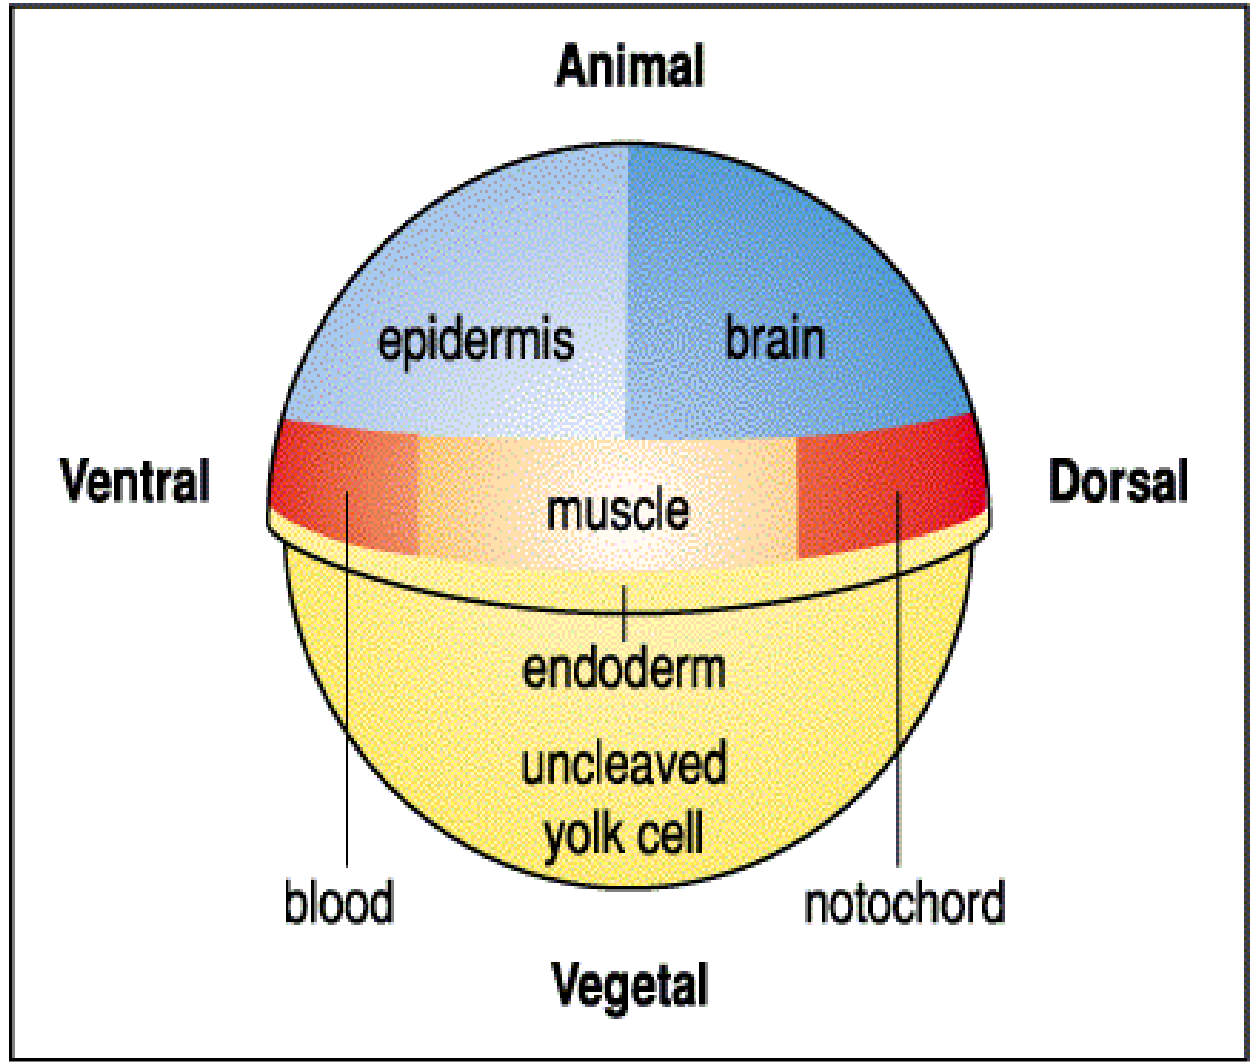 Animal
epidermis
brain
Ventral
Dorsal
muscle
endoderm
uncleaved
yolk cell
blood
notochord
Vegetal